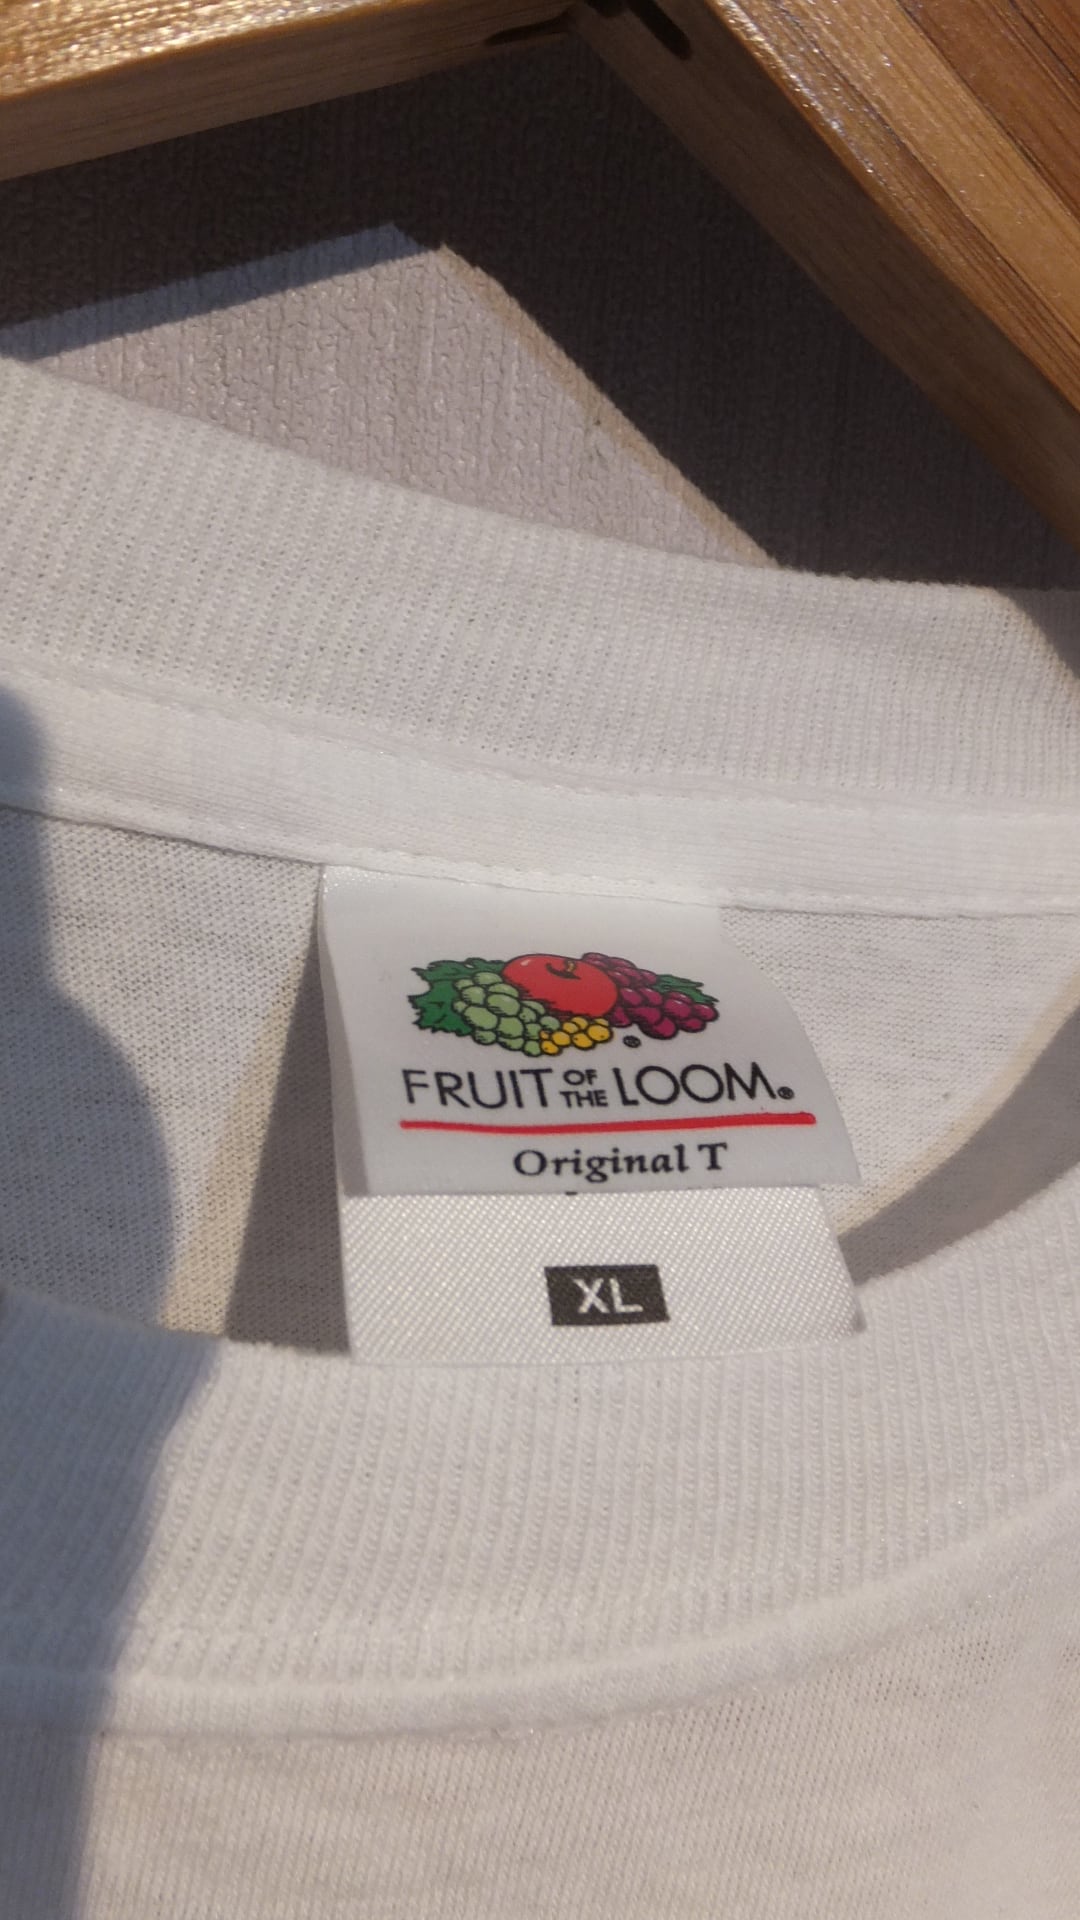 FRUIT OF THE LOOM®
Original T
XL